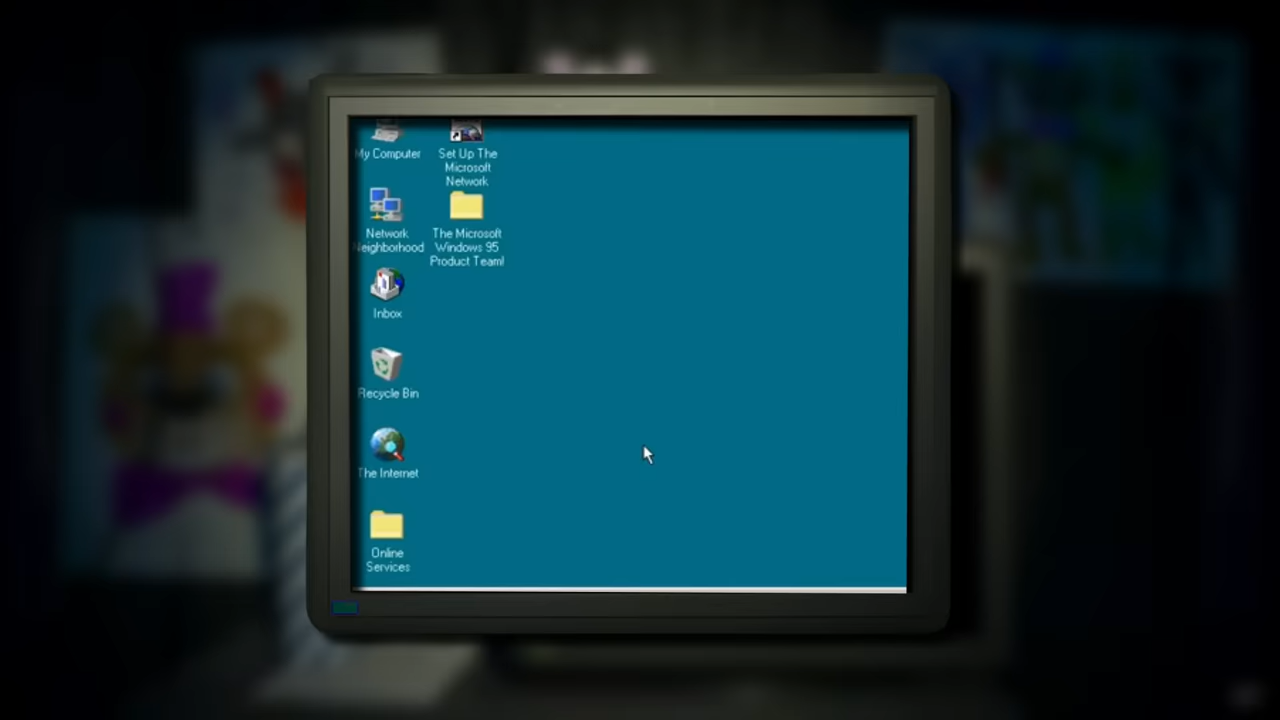 My Computer
Set Up The
Microsoft
Network
Network
Neighborhood
The Microsoft
Windows 95
Product Team!
Inbox
Recycle Bin
The Internet
Online
Services